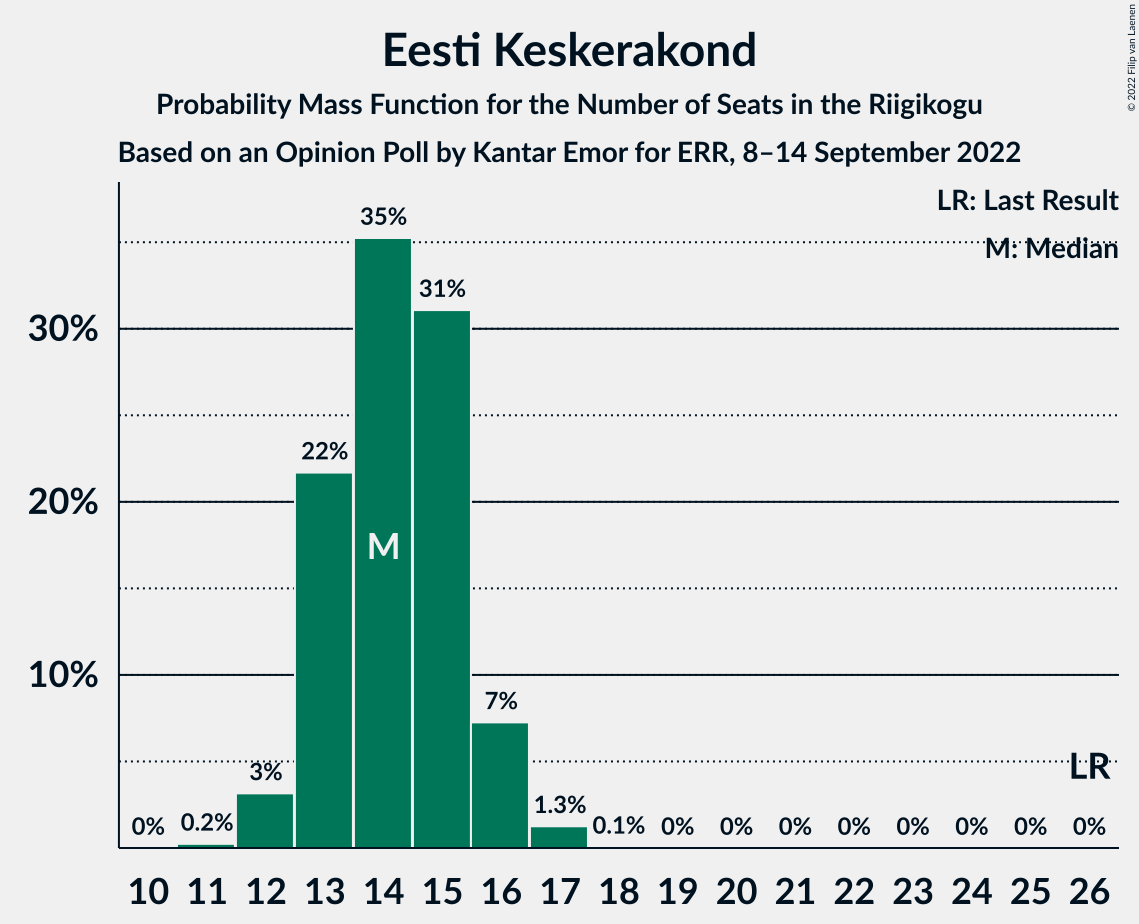 Eesti Keskerakond
Probability Mass Function for the Number of Seats in the Riigikogu
Based on an Opinion Poll by Kantar Emor for ERR, 8–14 September 2022
© 2022 Filip van Laenen
LR: Last Result
M: Median
30%
20%
10%
0%
0.2%
3%
22%
35%
31%
7%
1.3%
0.1%
0%
0%
0%
0%
0%
0%
0%
0%
M
LR
10 11 12 13 14 15 16 17 18 19 20 21 22 23 24 25 26